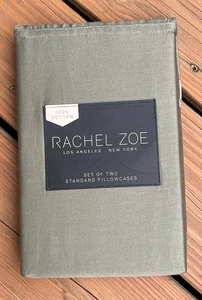 100%
COTTON
RACHEL ZOE
LOS ANGELES NEW YORK
SET OF TWO
STANDARD PILLOWCASES